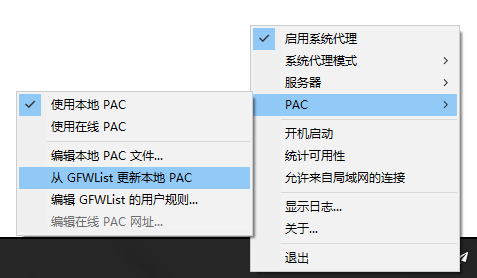 启用系统代理
系统代理模式
服务器
PAC
开机启动
统计可用性
允许来自局域网的连接
显示日志...
关于...
退出
使用本地 PAC
使用在线 PAC
编辑本地 PAC 文件...
从 GFWList 更新本地 PAC
编辑 GFWList 的用户规则...
编辑在线 PAC 网址...